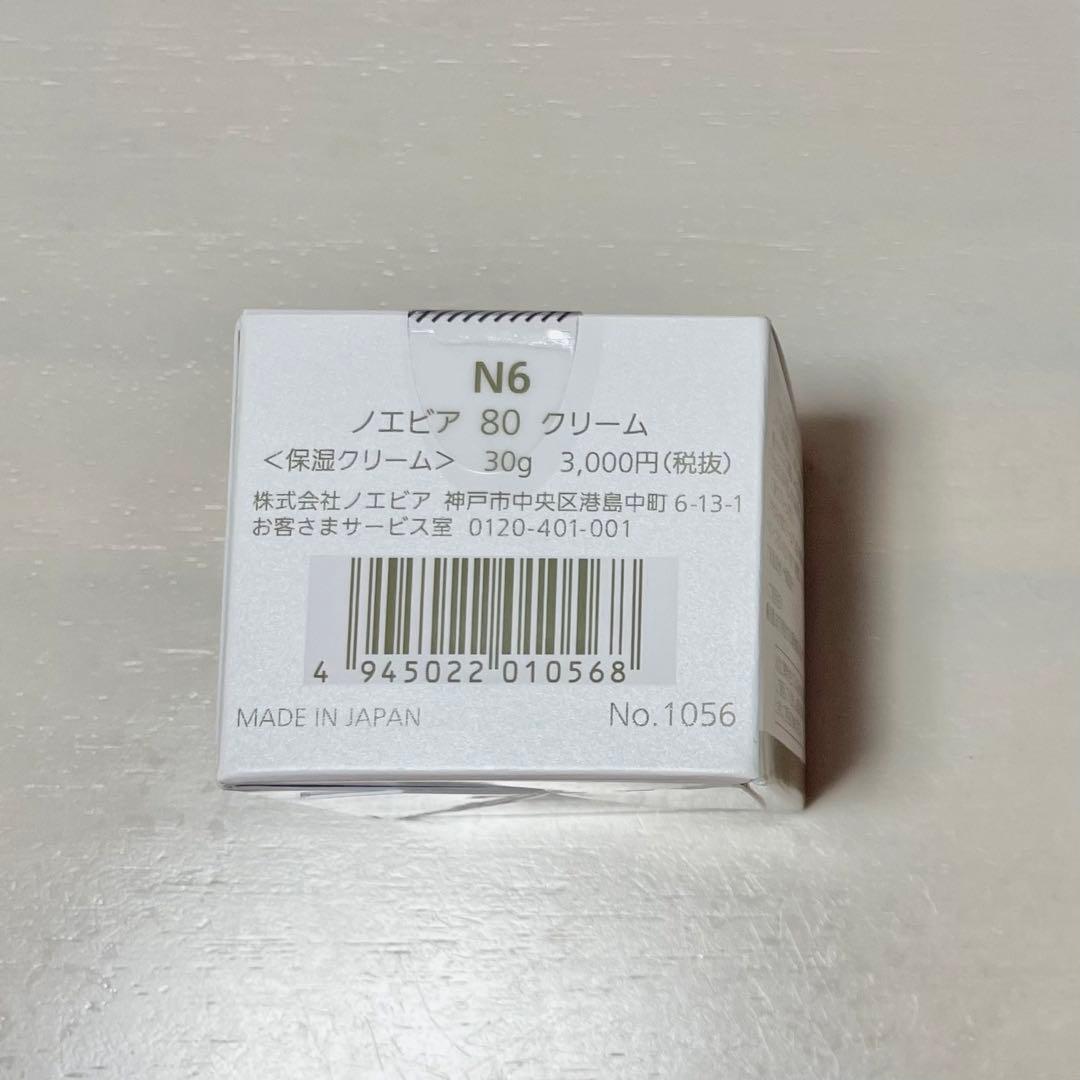 N6
ノエビア 80 クリーム
＜保湿クリーム＞ 30g 3,000円(税抜)
株式会社ノエビア 神戸市中央区港島中町 6-13-1
お客さまサービス室 0120-401-001
4 945022 010568
MADE IN JAPAN
No.1056